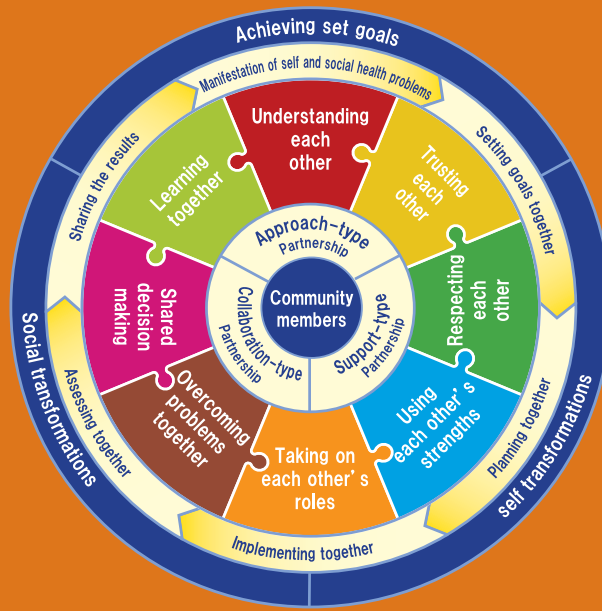 Achieving set goals
Manifestation of self and social health problems
Setting goals together
Planning together
Implementing together
Assessing together
Sharing the results
self transformations
Social transformations
Understanding
each
other
Trusting
each
other
Respecting
each
other
Using
each other's
strengths
Taking on
each other's
roles
Overcoming
problems
together
Shared
decision
making
Learning
together
Approach-type
Partnership
Support-type
Partnership
Collaboration-type
Partnership
Community
members